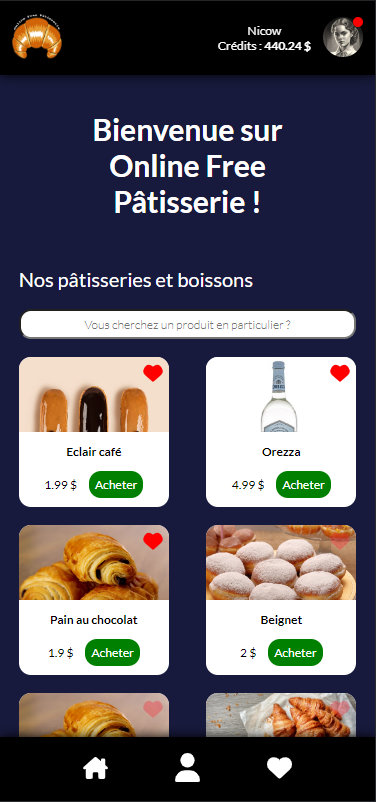 Nicow
Crédits : 440.24 $
Bienvenue sur
Online Free
Pâtisserie !
Nos pâtisseries et boissons
Vous cherchez un produit en particulier ?
Eclair café
1.99 $ Acheter
Orezza
4.99 $ Acheter
Pain au chocolat
1.9 $ Acheter
Beignet
2 $ Acheter